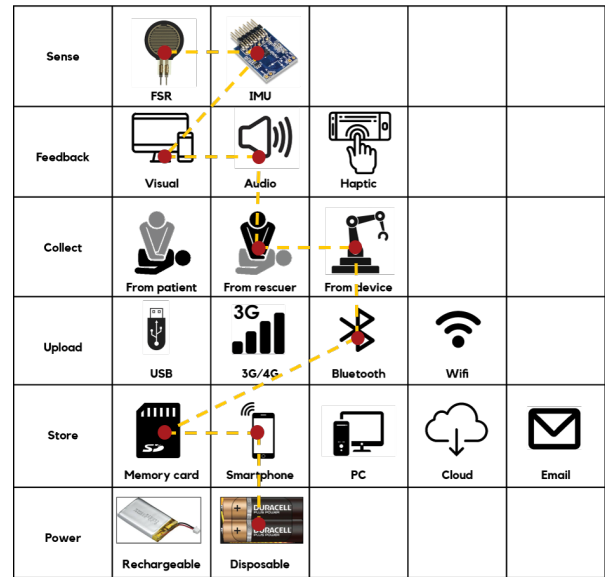 Sense
FSR
IMU
Feedback
Visual
Audio
Haptic
Collect
From patient
From rescuer
From device
3G
Upload
USB
3G/4G
Bluetooth
Wifi
Store
SD
Memory card
Smartphone
PC
Cloud
Email
Power
DURACELL
DURACELL
Rechargeable
Disposable